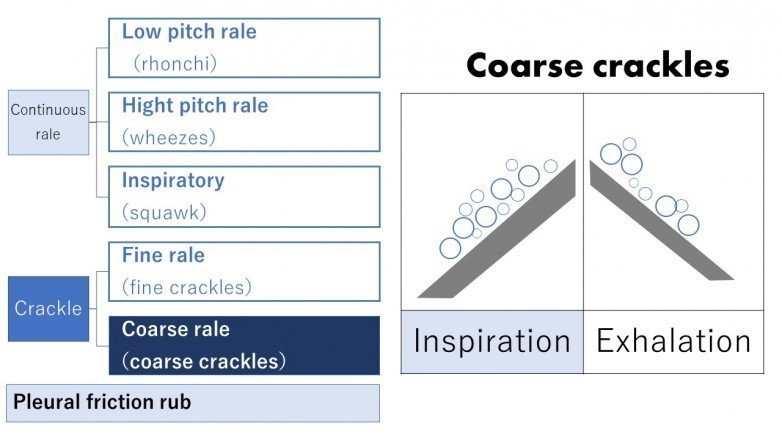 Low pitch rale
(rhonchi)
Continuous
rale
Hight pitch rale
(wheezes)
Inspiratory
(squawk)
Fine rale
(fine crackles)
Crackle
Coarse rale
(coarse crackles)
Pleural friction rub
Coarse crackles
Inspiration
Exhalation